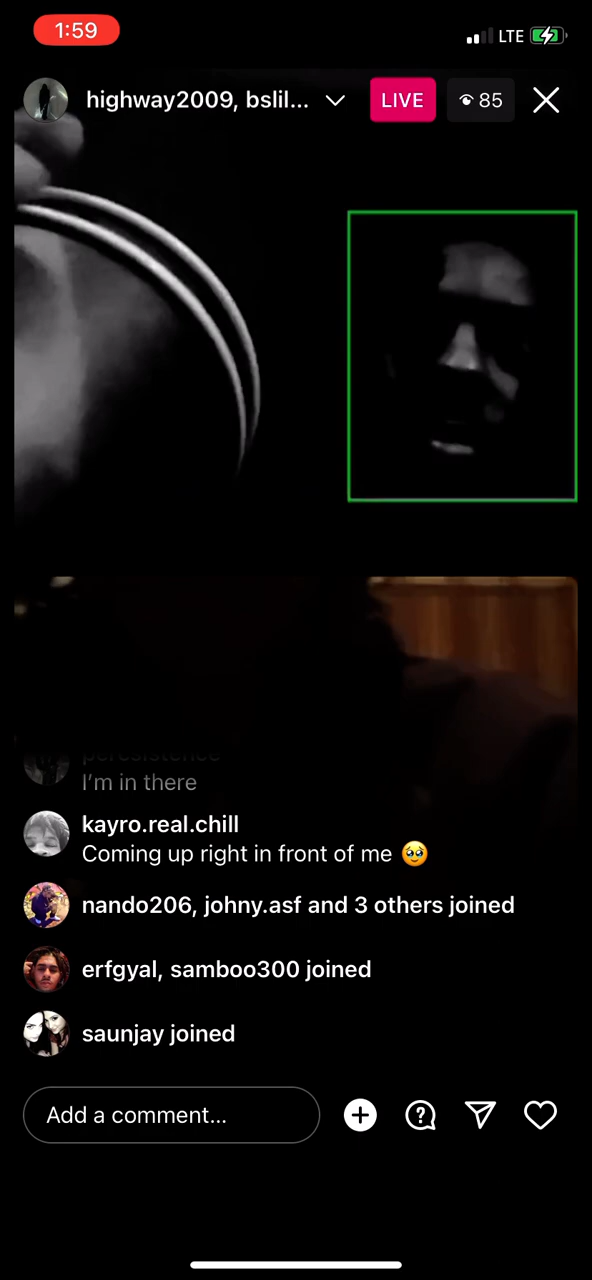 1:59
LTE
highway2009, bslil...
LIVE
85
I'm in there
kayro.real.chill
Coming up right in front of me 🥹
nando206, johny.asf and 3 others joined
erfgyal, samboo300 joined
saunjay joined
Add a comment...